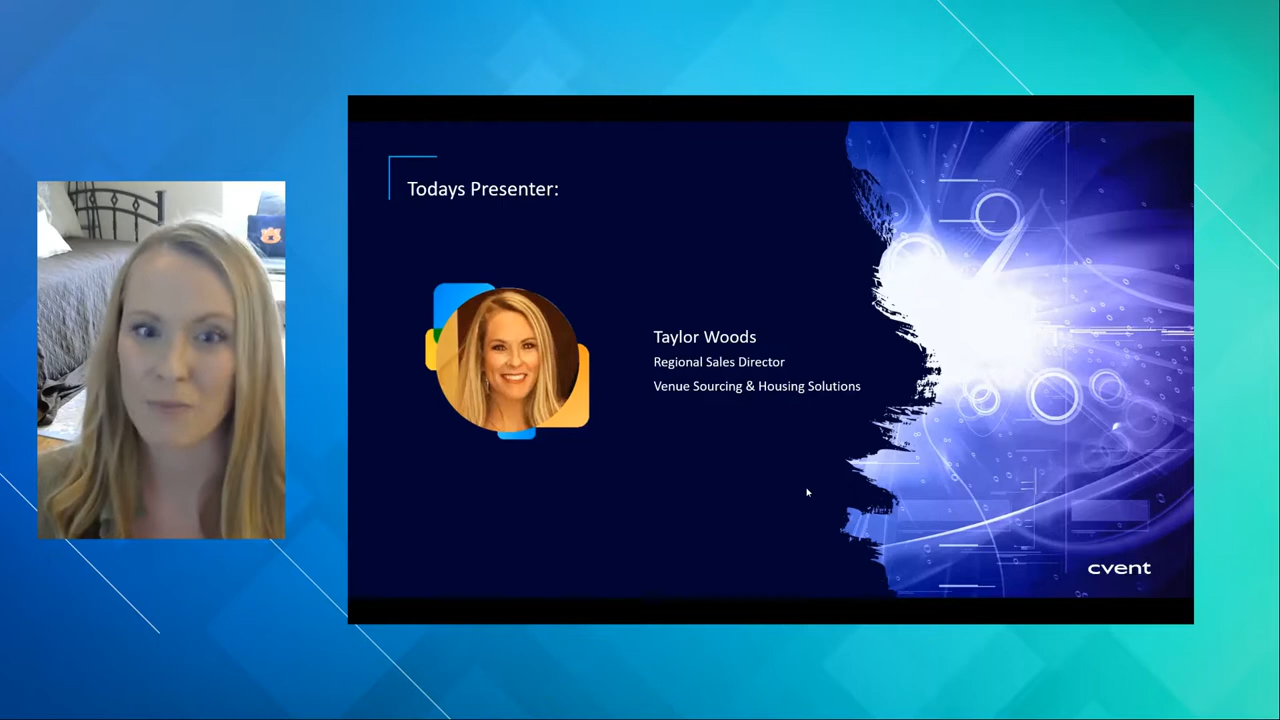 Todays Presenter:
Taylor Woods
Regional Sales Director
Venue Sourcing & Housing Solutions
cvent